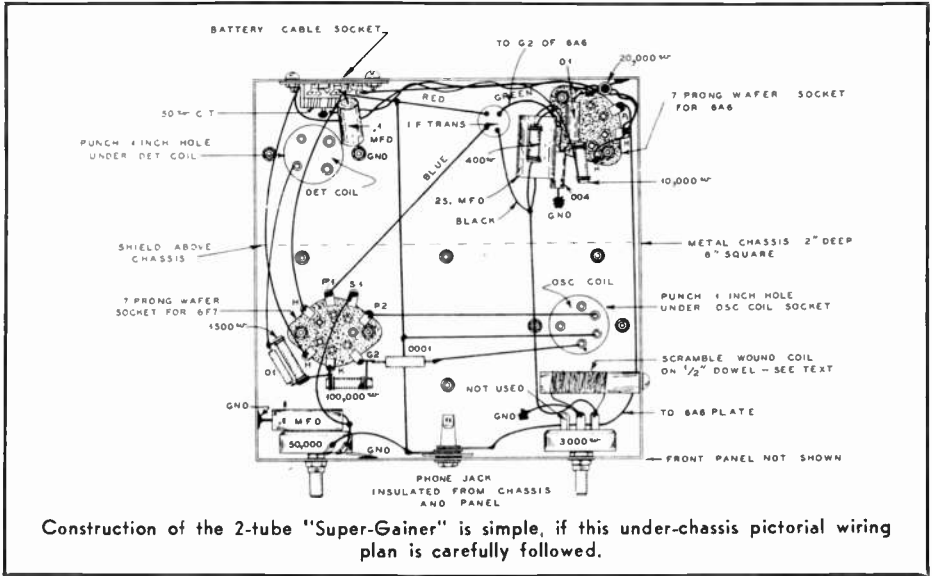 BATTERY CABLE SOCKET
TO G2 OF 6A6
01
20,000 ω
RED
GREEN
7 PRONG WAFER SOCKET
FOR 6A6
50 ω C T
.1
MFD
I F TRANS
PUNCH 1 INCH HOLE
UNDER DET COIL
GND
400 ω
DET COIL
BLUE
10,000 ω
25. MFD
004
BLACK
GND
SHIELD ABOVE
CHASSIS
METAL CHASSIS 2" DEEP
8" SQUARE
OSC COIL
P1
S1
P2
H
7 PRONG WAFER
SOCKET FOR 6F7
PUNCH 1 INCH HOLE
UNDER OSC COIL SOCKET
1500 ω
0001
G2
H
K
01
SCRAMBLE WOUND COIL
ON 1/2" DOWEL – SEE TEXT
100,000 ω
NOT USED
GND
MFD
GND
TO 6A6 PLATE
50,000
GND
3000 ω
FRONT PANEL NOT SHOWN
PHONE JACK
INSULATED FROM CHASSIS
AND PANEL
Construction of the 2-tube "Super-Gainer" is simple, if this under-chassis pictorial wiring
plan is carefully followed.